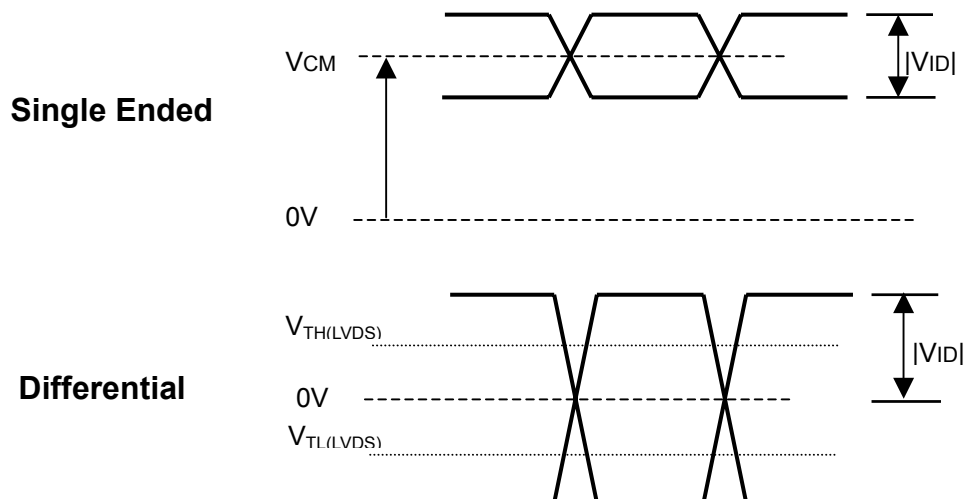 VCM
|VID|
Single Ended
0V
VTH(LVDS)
|VID|
Differential
0V
VTL(LVDS)